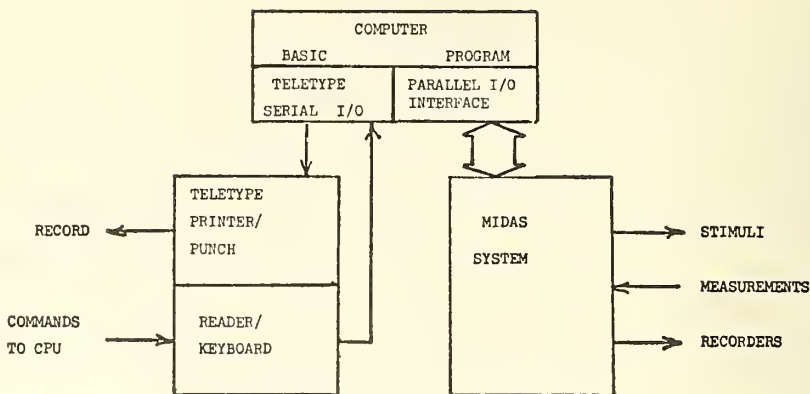 COMPUTER
BASIC PROGRAM
TELETYPE
SERIAL I/O
PARALLEL I/O
INTERFACE
TELETYPE
PRINTER/
PUNCH
RECORD
READER/
KEYBOARD
COMMANDS
TO CPU
MIDAS
SYSTEM
STIMULI
MEASUREMENTS
RECORDERS